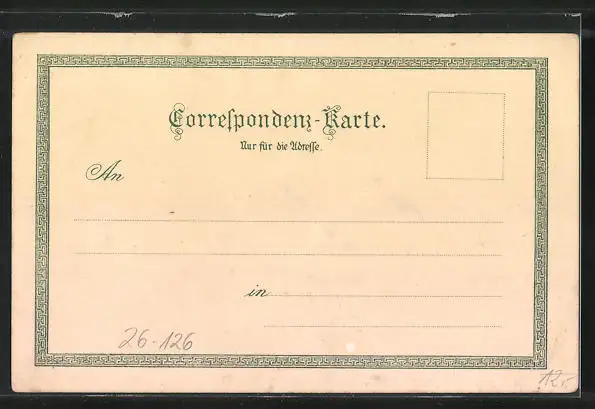 Correspondenz-Karte.
Nur für die Adresse.
An
in
26-126
12,-